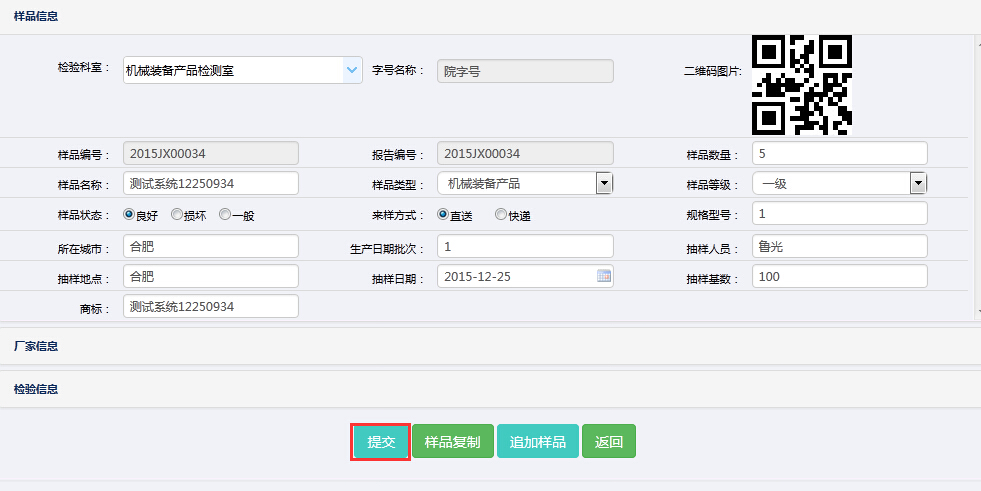 样品信息
检验科室： 机械装备产品检测室 字号名称： 院字号 二维码图片:
样品编号： 2015JX00034 报告编号： 2015JX00034 样品数量： 5
样品名称： 测试系统12250934 样品类型： 机械装备产品 样品等级： 一级
样品状态： 良好 损坏 一般 来样方式： 直送 快递 规格型号： 1
所在城市： 合肥 生产日期批次： 1 抽样人员： 鲁光
抽样地点： 合肥 抽样日期： 2015-12-25 抽样基数： 100
商标： 测试系统12250934
厂家信息
检验信息
提交 样品复制 追加样品 返回